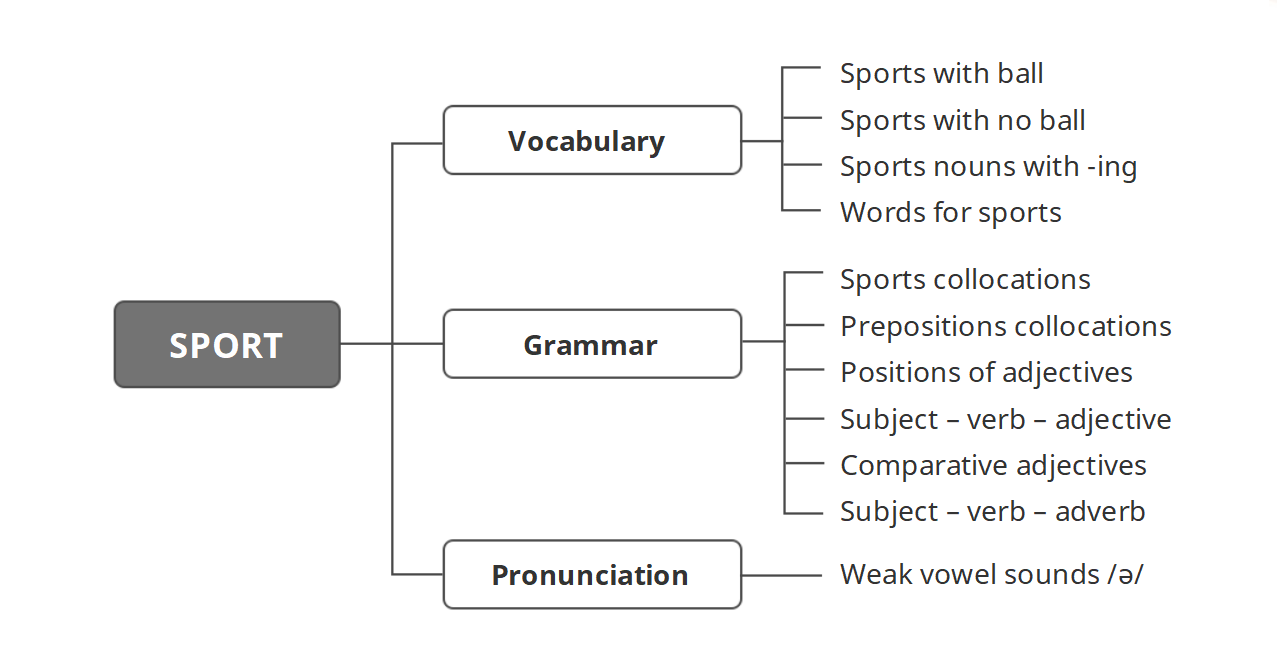 SPORT
Vocabulary
Sports with ball
Sports with no ball
Sports nouns with -ing
Words for sports
Grammar
Sports collocations
Prepositions collocations
Positions of adjectives
Subject – verb – adjective
Comparative adjectives
Subject – verb – adverb
Pronunciation
Weak vowel sounds /ə/